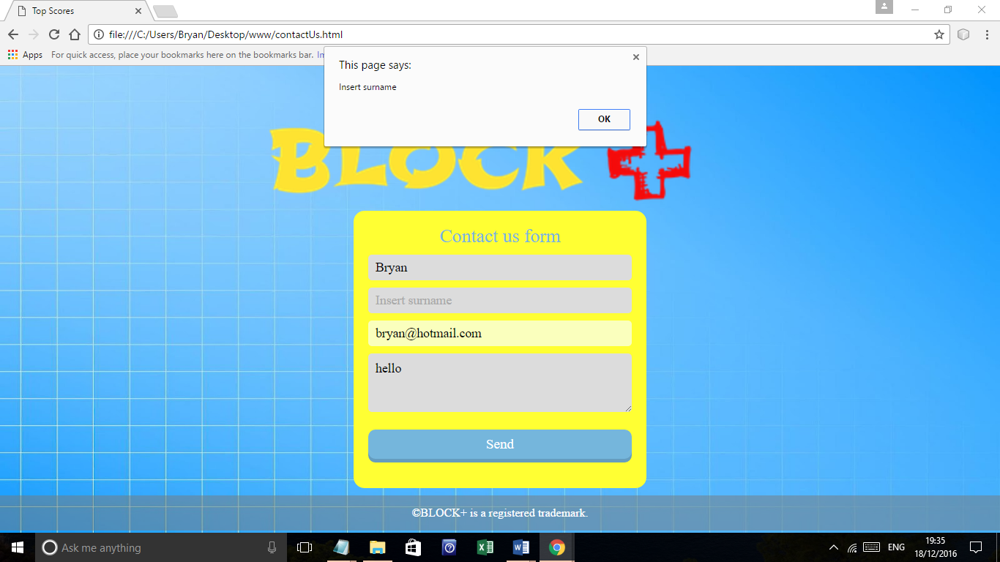 Top Scores
file:///C:/Users/Bryan/Desktop/www/contactUs.html
Apps For quick access, place your bookmarks here on the bookmarks bar.
This page says:
Insert surname
OK
BLOCK +
Contact us form
Bryan
Insert surname
bryan@hotmail.com
hello
Send
©BLOCK+ is a registered trademark.
Ask me anything
ENG
19:35
18/12/2016